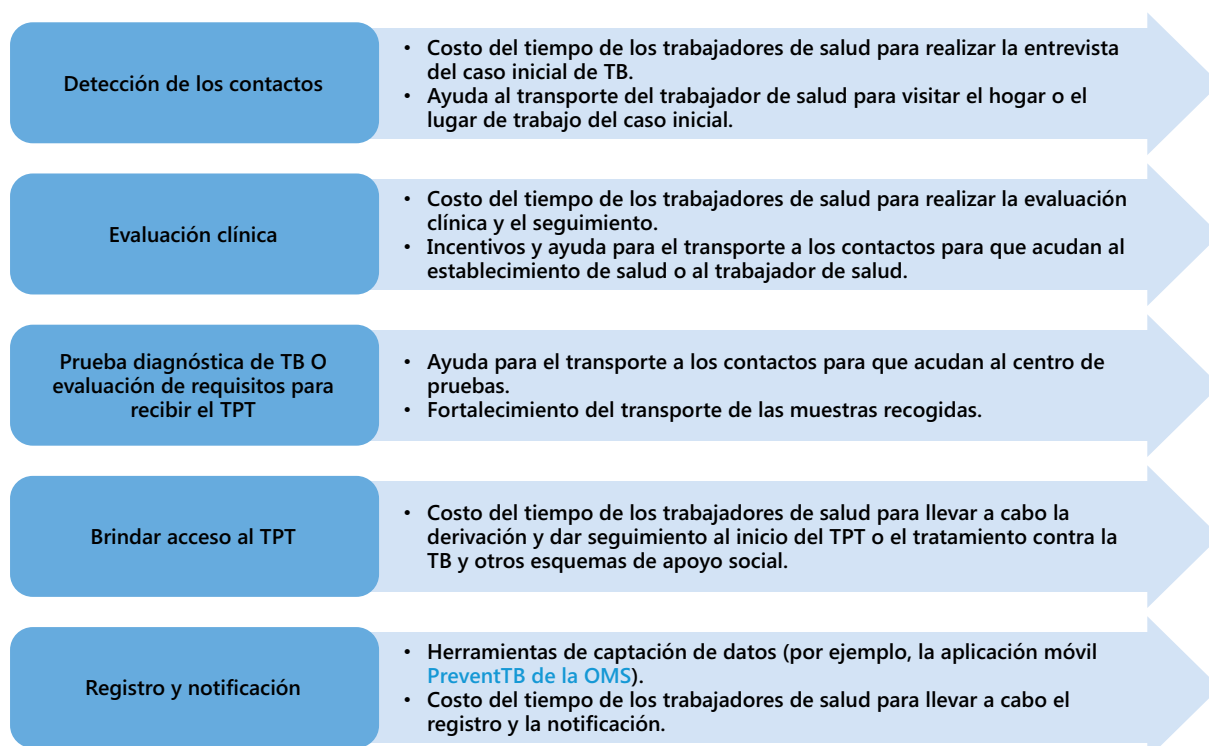 Detección de los contactos
• Costo del tiempo de los trabajadores de salud para realizar la entrevista
del caso inicial de TB.
• Ayuda al transporte del trabajador de salud para visitar el hogar o el
lugar de trabajo del caso inicial.
Evaluación clínica
• Costo del tiempo de los trabajadores de salud para realizar la evaluación
clínica y el seguimiento.
• Incentivos y ayuda para el transporte a los contactos para que acudan al
establecimiento de salud o al trabajador de salud.
Prueba diagnóstica de TB O
evaluación de requisitos para
recibir el TPT
• Ayuda para el transporte a los contactos para que acudan al centro de
pruebas.
• Fortalecimiento del transporte de las muestras recogidas.
Brindar acceso al TPT
• Costo del tiempo de los trabajadores de salud para llevar a cabo la
derivación y dar seguimiento al inicio del TPT o el tratamiento contra la
TB y otros esquemas de apoyo social.
Registro y notificación
• Herramientas de captación de datos (por ejemplo, la aplicación móvil
PreventTB de la OMS).
• Costo del tiempo de los trabajadores de salud para llevar a cabo el
registro y la notificación.